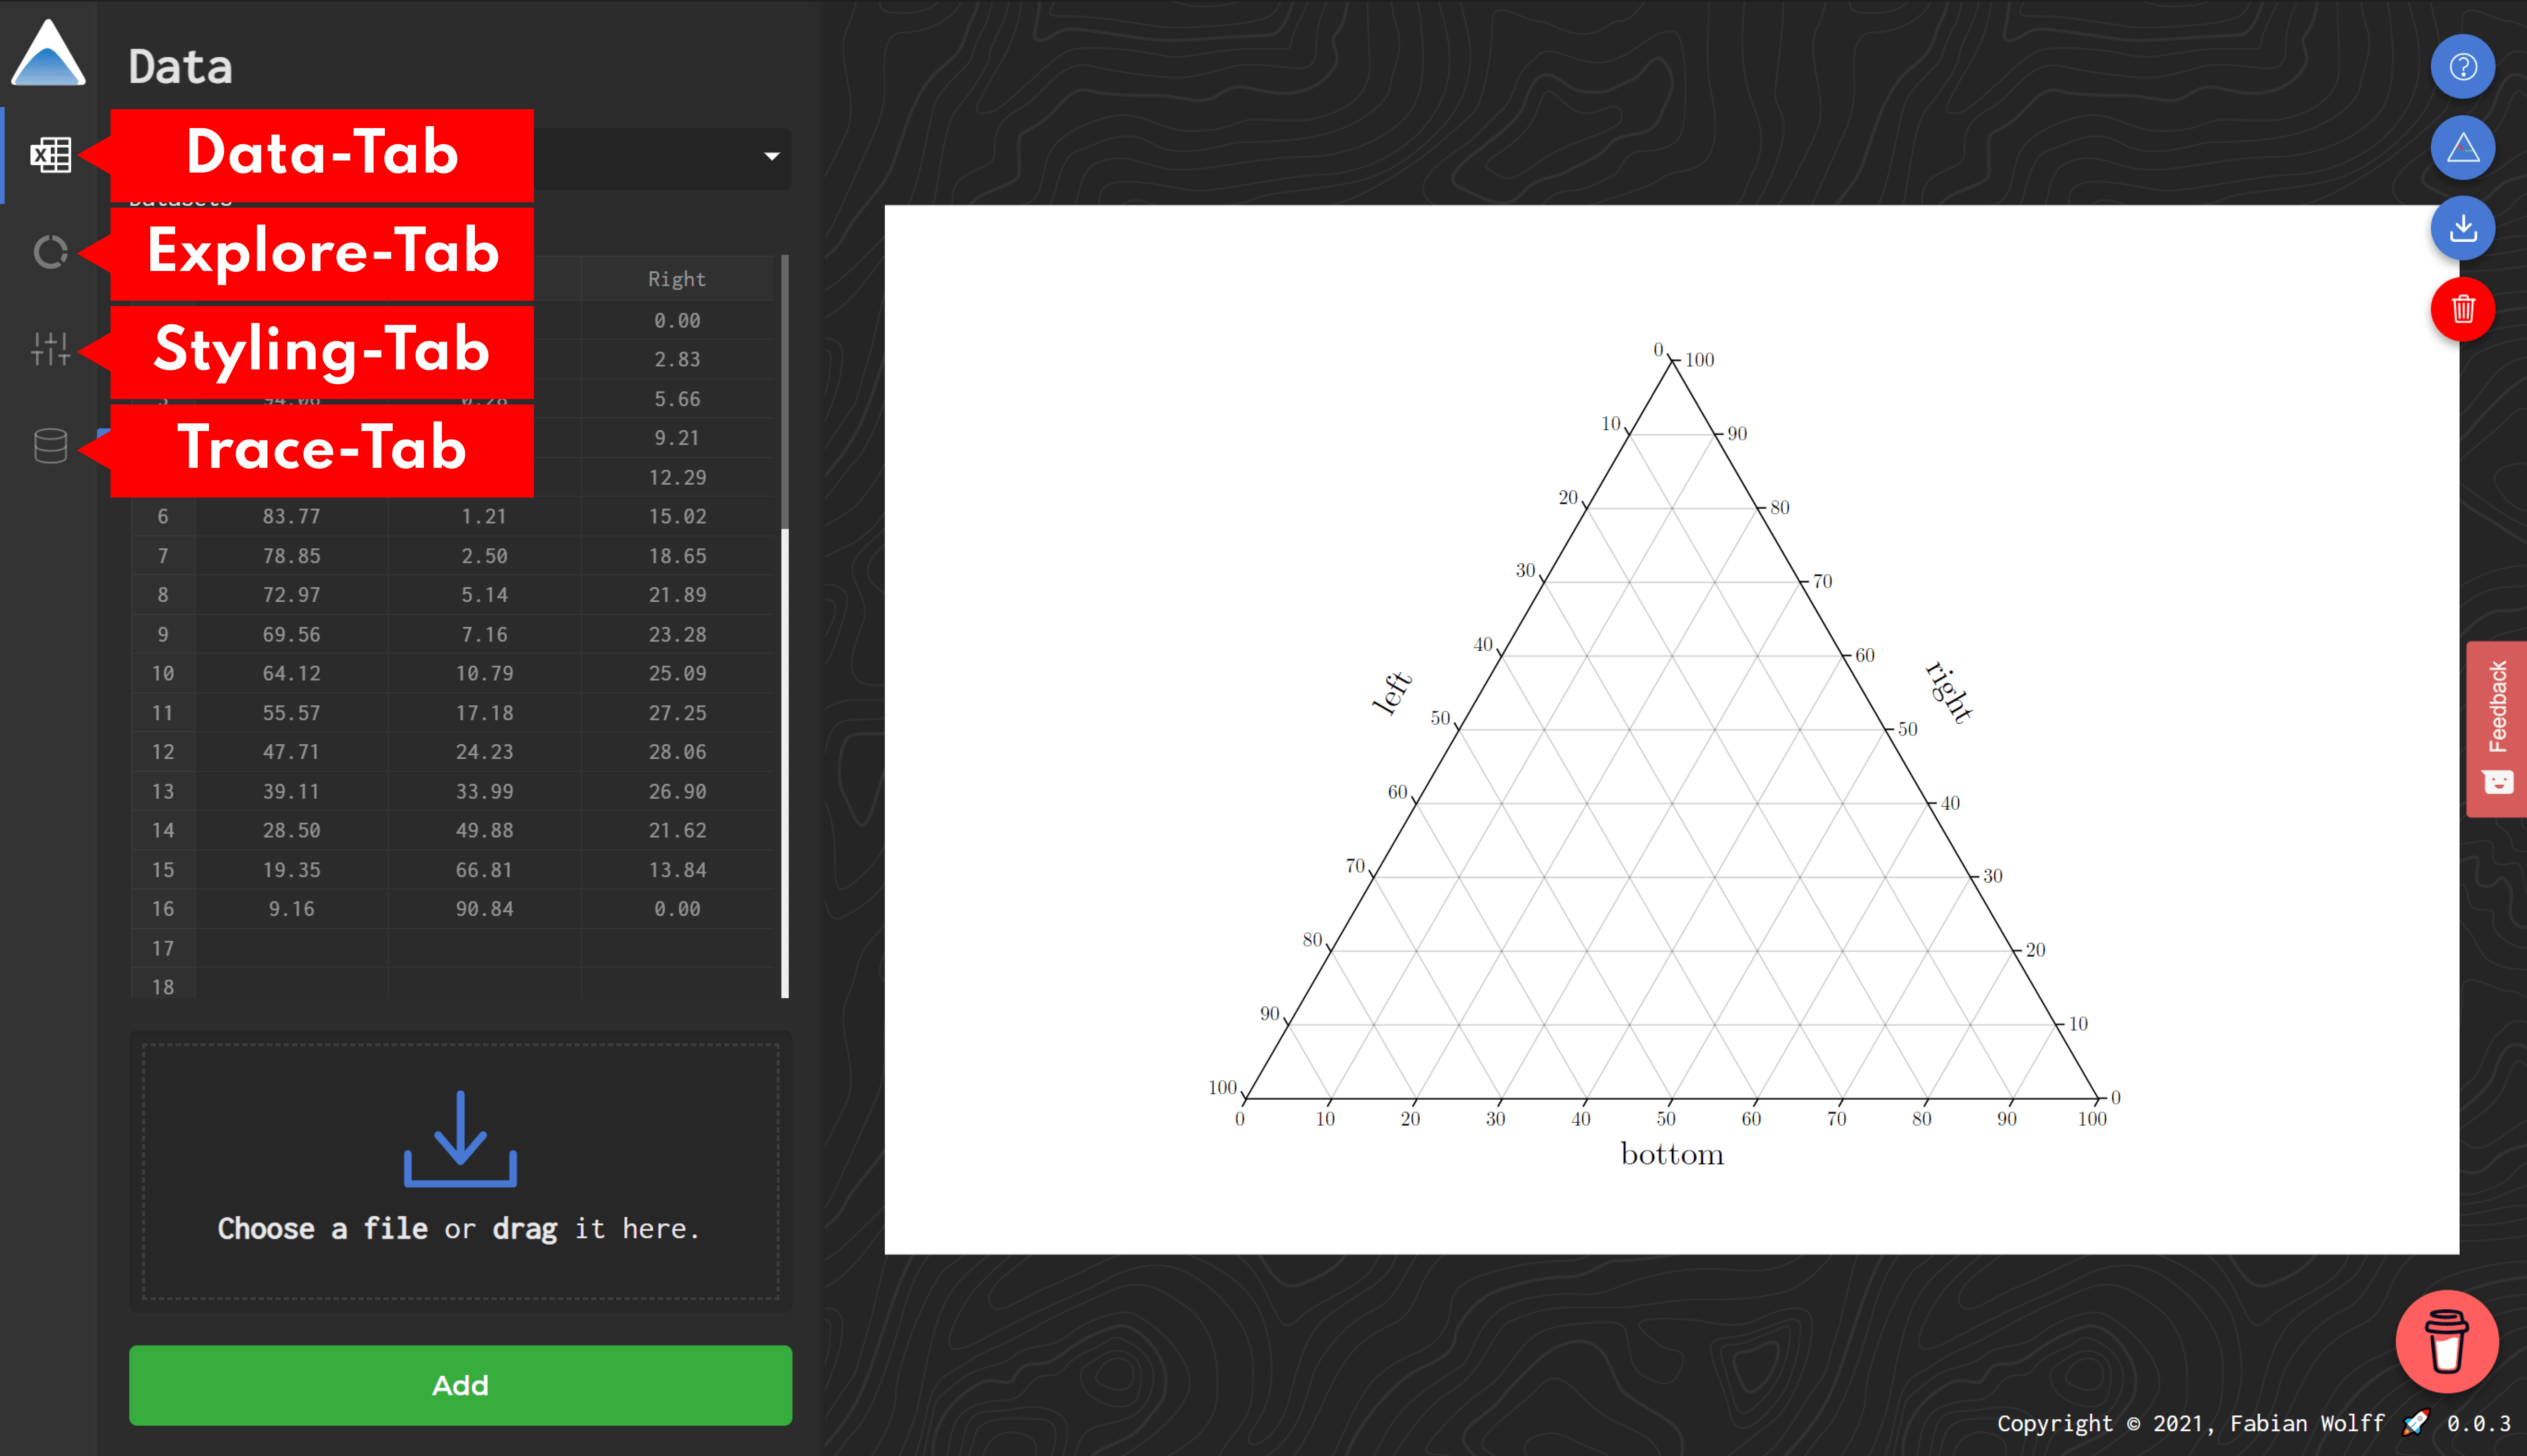 Data
Data-Tab
Explore-Tab
Right
0.00
Styling-Tab
2.83
5.66
Trace-Tab
9.21
12.29
6 83.77 1.21 15.02
7 78.85 2.50 18.65
8 72.97 5.14 21.89
9 69.56 7.16 23.28
10 64.12 10.79 25.09
11 55.57 17.18 27.25
12 47.71 24.23 28.06
13 39.11 33.99 26.90
14 28.50 49.88 21.62
15 19.35 66.81 13.84
16 9.16 90.84 0.00
17
18
Choose a file or drag it here.
Add
0 100
10 90
20 80
30 70
40 60
left right
50 50
60 40
70 30
80 20
90 10
100 0
0 10 20 30 40 50 60 70 80 90 100
bottom
Feedback
Copyright © 2021, Fabian Wolff 🚀 0.0.3